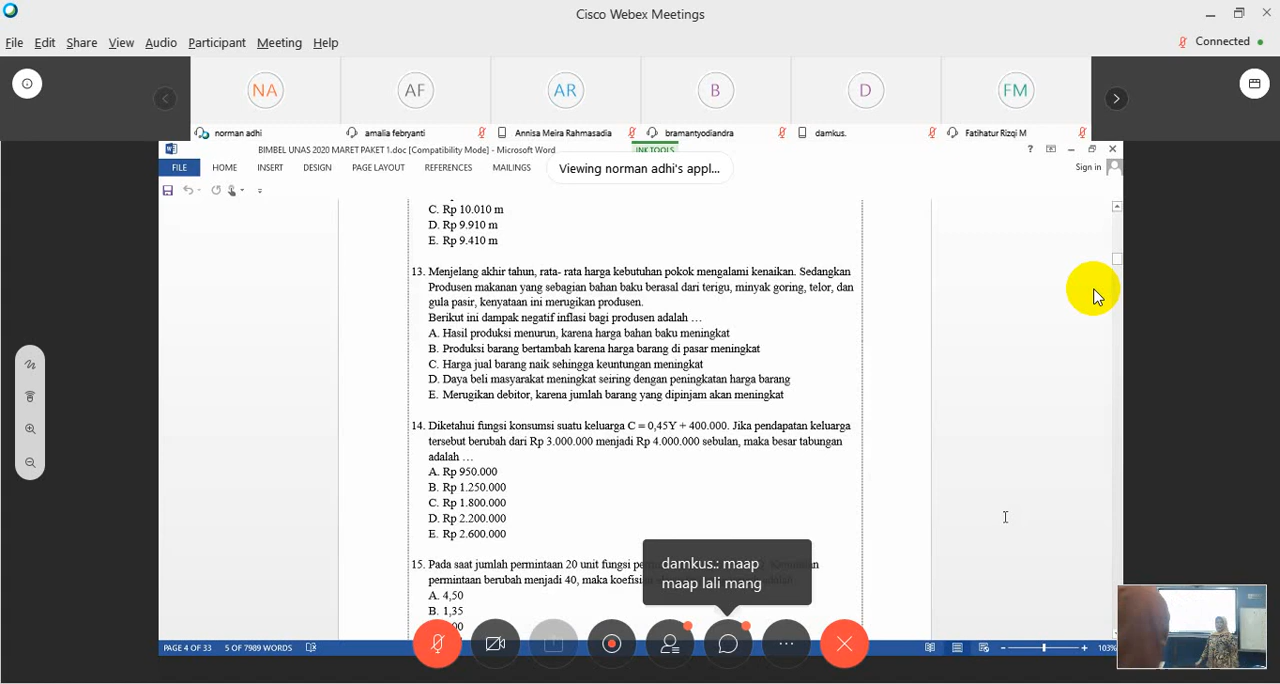 Cisco Webex Meetings
File Edit Share View Audio Participant Meeting Help
Connected
NA AF AR B D FM
norman adhi amalia febryanti Annisa Meira Rahmasadia bramantyodiandra damkus. Fatihatur Rizqi M
BIMBEL UNAS 2020 MARET PAKET 1.doc [Compatibility Mode] - Microsoft Word
INK TOOLS
FILE HOME INSERT DESIGN PAGE LAYOUT REFERENCES MAILINGS
Viewing norman adhi's appl...
Sign in
C. Rp 10.010 m
D. Rp 9.910 m
E. Rp 9.410 m
13. Menjelang akhir tahun, rata- rata harga kebutuhan pokok mengalami kenaikan. Sedangkan
Produsen makanan yang sebagian bahan baku berasal dari terigu, minyak goring, telor, dan
gula pasir, kenyataan ini merugikan produsen.
Berikut ini dampak negatif inflasi bagi produsen adalah …
A. Hasil produksi menurun, karena harga bahan baku meningkat
B. Produksi barang bertambah karena harga barang di pasar meningkat
C. Harga jual barang naik sehingga keuntungan meningkat
D. Daya beli masyarakat meningkat seiring dengan peningkatan harga barang
E. Merugikan debitor, karena jumlah barang yang dipinjam akan meningkat
14. Diketahui fungsi konsumsi suatu keluarga C = 0,45Y + 400.000. Jika pendapatan keluarga
tersebut berubah dari Rp 3.000.000 menjadi Rp 4.000.000 sebulan, maka besar tabungan
adalah …
A. Rp 950.000
B. Rp 1.250.000
C. Rp 1.800.000
D. Rp 2.200.000
E. Rp 2.600.000
15. Pada saat jumlah permintaan 20 unit fungsi
permintaan berubah menjadi 40, maka
A. 4,50
B. 1,35
damkus.: maap
maap lali mang
PAGE 4 OF 33 5 OF 7989 WORDS
103%